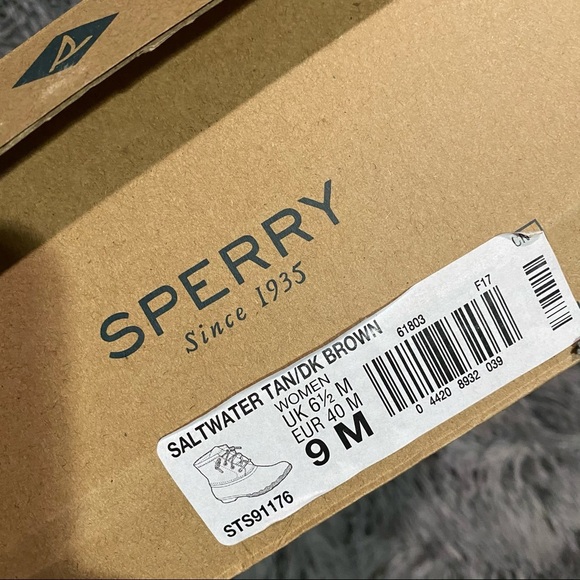 SPERRY
Since 1935
SALTWATER TAN/DK BROWN
WOMEN
UK 6½ M
EUR 40 M
9 M
STS91176
61803
F17
0 4420 8932 039